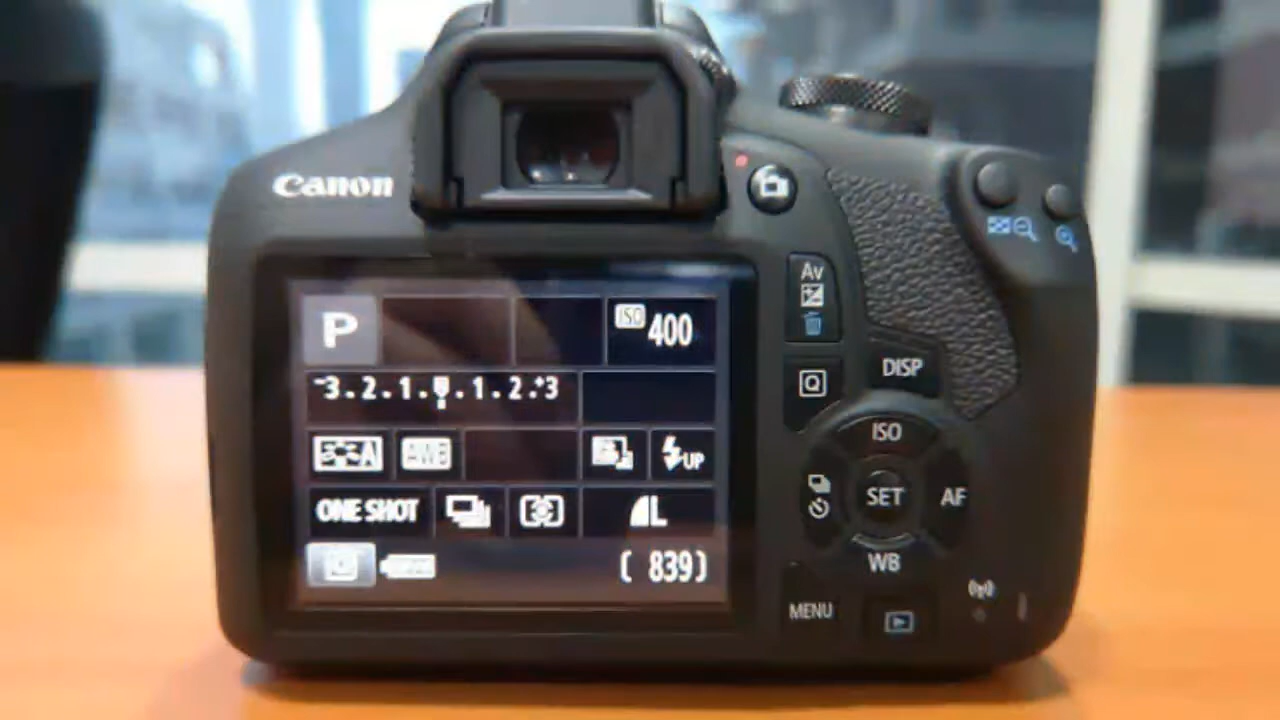 Canon
P
ISO 400
-3.2.1.0.1.2.+3
A AWB
UP
ONE SHOT
L
( 839)
Av
Q
DISP
ISO
SET
AF
WB
MENU